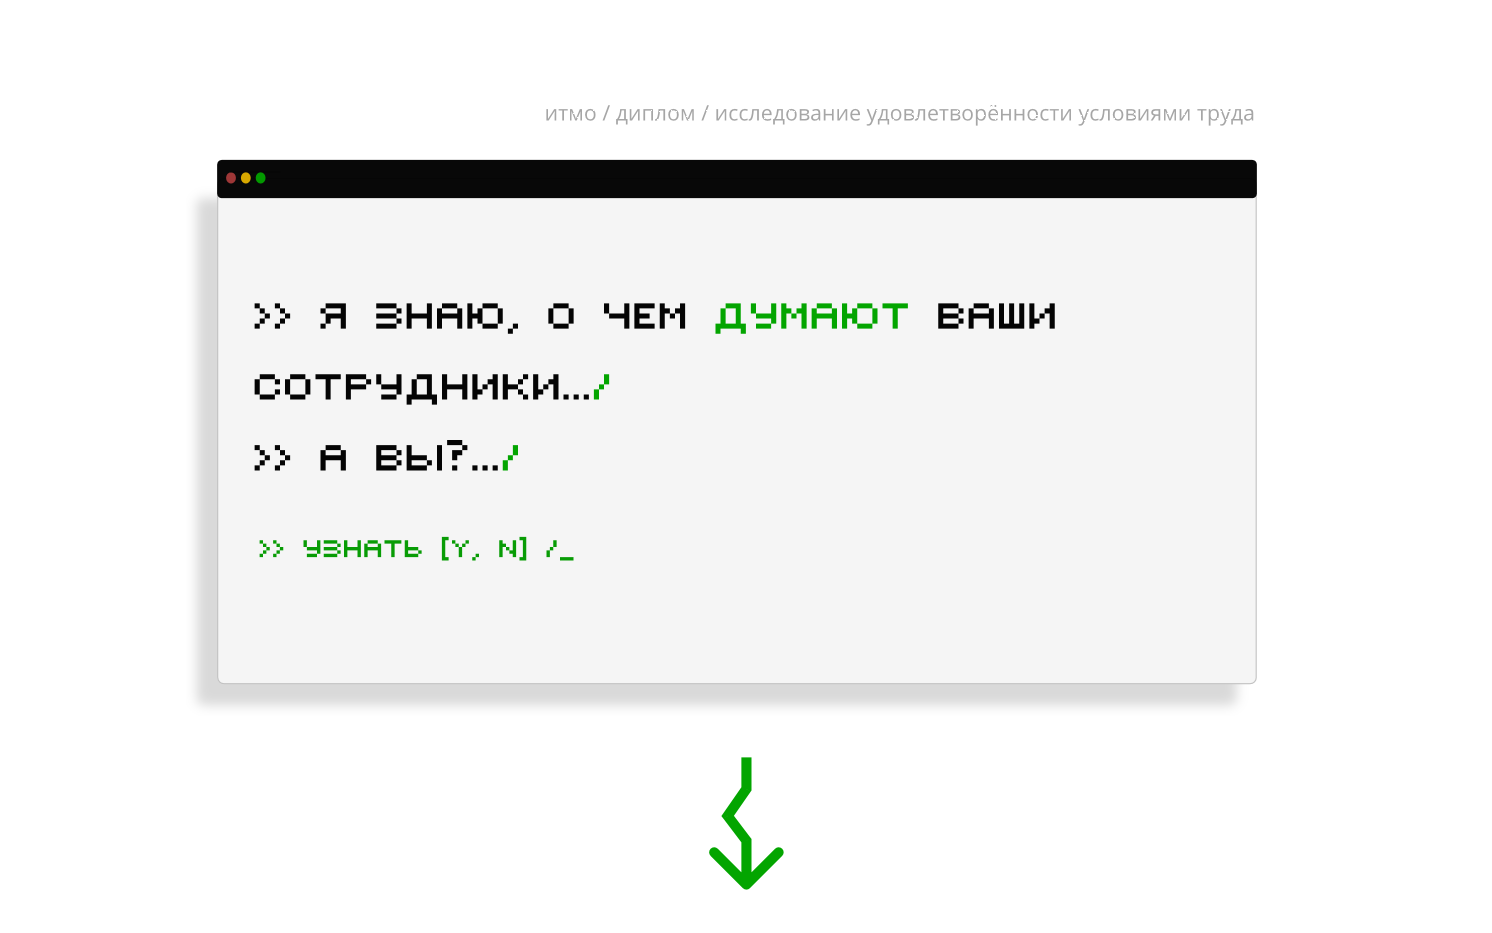 итмо / диплом / исследование удовлетворённости условиями труда
>> Я ЗНАЮ, О ЧЕМ ДУМАЮТ ВАШИ
СОТРУДНИКИ.../
>> А ВЫ?.../
>> УЗНАТЬ [Y, N] /_